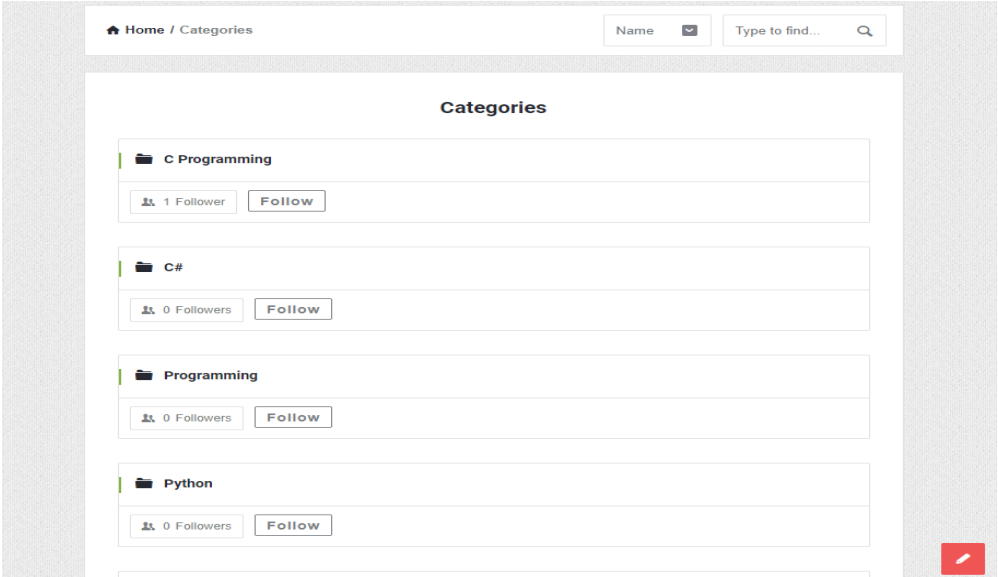 Home / Categories
Name
Type to find...
Categories
C Programming
1 Follower
Follow
C#
0 Followers
Follow
Programming
0 Followers
Follow
Python
0 Followers
Follow